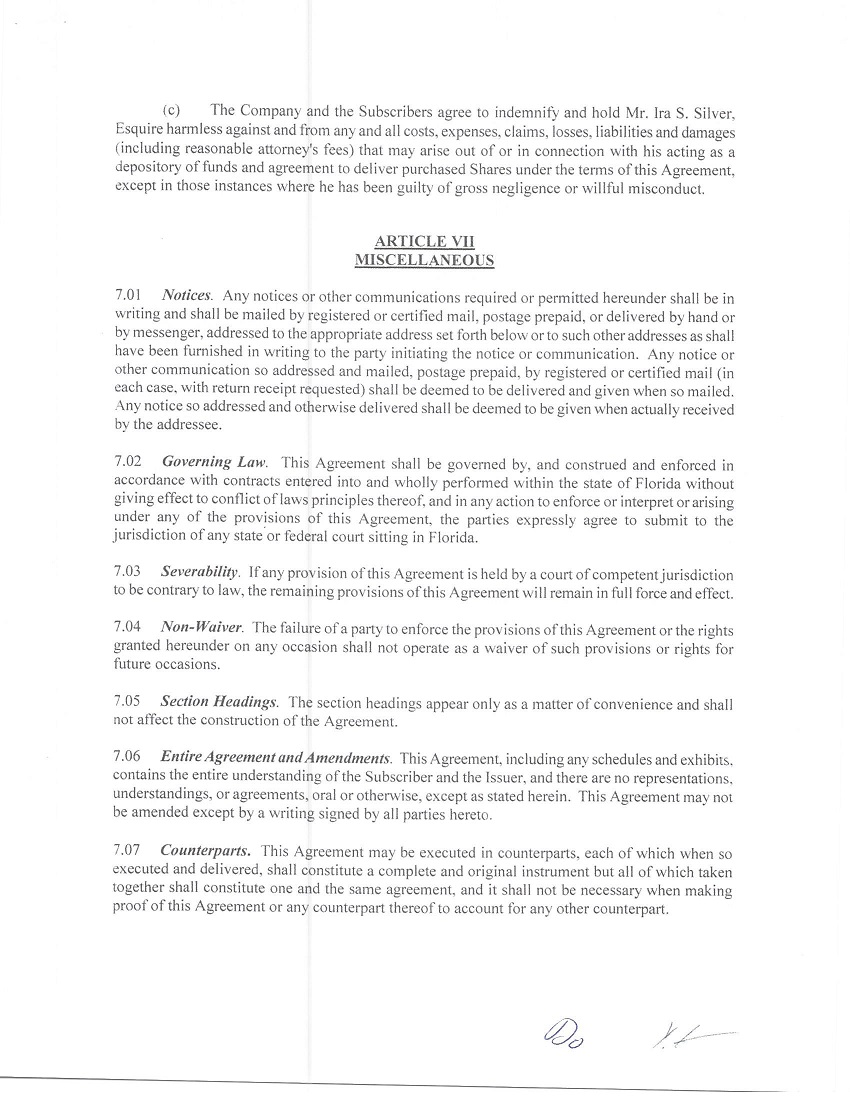 (c) The Company and the Subscribers agree to indemnify and hold Mr. Ira S. Silver,
Esquire harmless against and from any and all costs, expenses, claims, losses, liabilities and damages
(including reasonable attorney's fees) that may arise out of or in connection with his acting as a
depository of funds and agreement to deliver purchased Shares under the terms of this Agreement,
except in those instances where he has been guilty of gross negligence or willful misconduct.
ARTICLE VII
MISCELLANEOUS
7.01 Notices. Any notices or other communications required or permitted hereunder shall be in
writing and shall be mailed by registered or certified mail, postage prepaid, or delivered by hand or
by messenger, addressed to the appropriate address set forth below or to such other addresses as shall
have been furnished in writing to the party initiating the notice or communication. Any notice or
other communication so addressed and mailed, postage prepaid, by registered or certified mail (in
each case, with return receipt requested) shall be deemed to be delivered and given when so mailed.
Any notice so addressed and otherwise delivered shall be deemed to be given when actually received
by the addressee.
7.02 Governing Law. This Agreement shall be governed by, and construed and enforced in
accordance with contracts entered into and wholly performed within the state of Florida without
giving effect to conflict of laws principles thereof, and in any action to enforce or interpret or arising
under any of the provisions of this Agreement, the parties expressly agree to submit to the
jurisdiction of any state or federal court sitting in Florida.
7.03 Severability. If any provision of this Agreement is held by a court of competent jurisdiction
to be contrary to law, the remaining provisions of this Agreement will remain in full force and effect.
7.04 Non-Waiver. The failure of a party to enforce the provisions of this Agreement or the rights
granted hereunder on any occasion shall not operate as a waiver of such provisions or rights for
future occasions.
7.05 Section Headings. The section headings appear only as a matter of convenience and shall
not affect the construction of the Agreement.
7.06 Entire Agreement and Amendments. This Agreement, including any schedules and exhibits,
contains the entire understanding of the Subscriber and the Issuer, and there are no representations,
understandings, or agreements, oral or otherwise, except as stated herein. This Agreement may not
be amended except by a writing signed by all parties hereto.
7.07 Counterparts. This Agreement may be executed in counterparts, each of which when so
executed and delivered, shall constitute a complete and original instrument but all of which taken
together shall constitute one and the same agreement, and it shall not be necessary when making
proof of this Agreement or any counterpart thereof to account for any other counterpart.